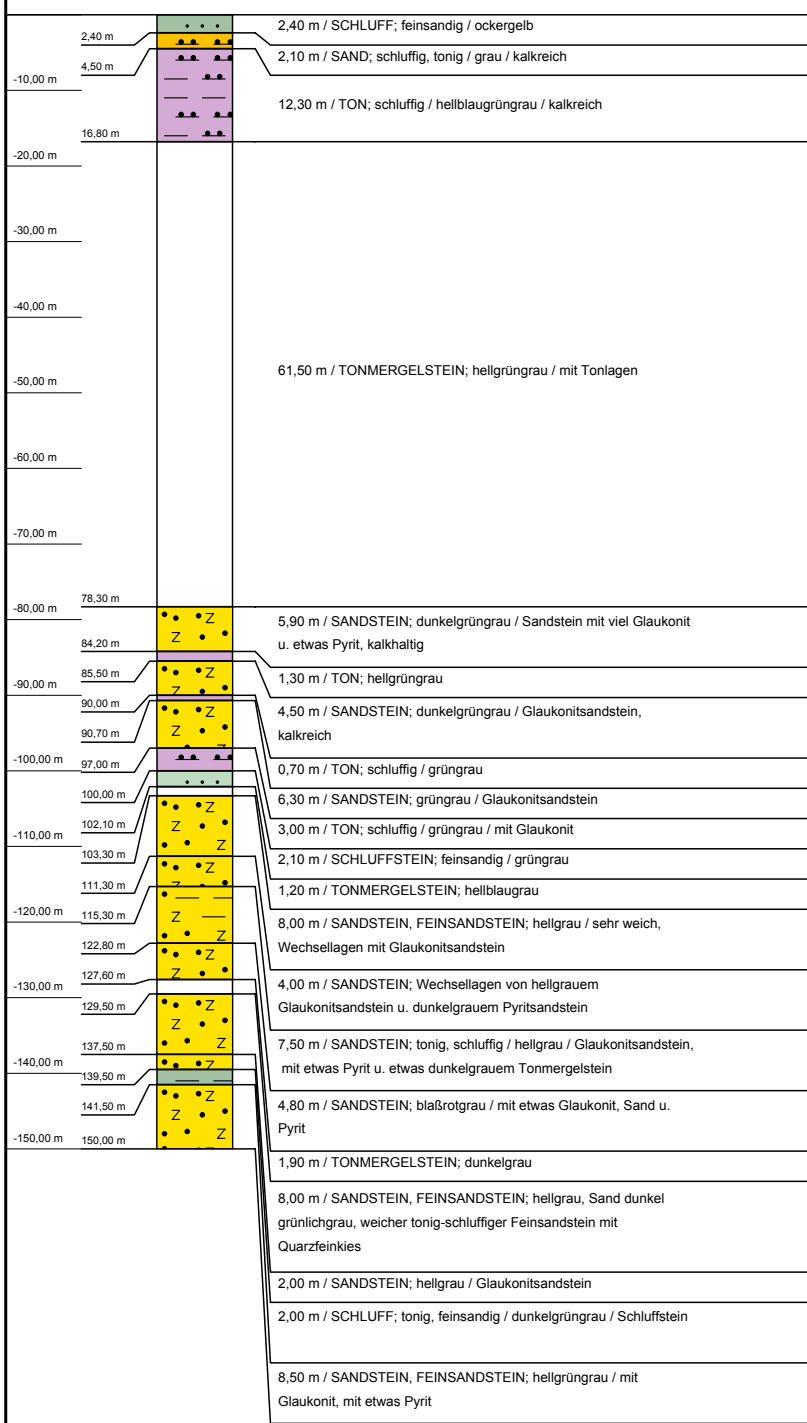 2,40 m / SCHLUFF; feinsandig / ockergelb
2,40 m
2,10 m / SAND; schluffig, tonig / grau / kalkreich
4,50 m
-10,00 m
12,30 m / TON; schluffig / hellblaugrüngrau / kalkreich
16,80 m
-20,00 m
-30,00 m
-40,00 m
61,50 m / TONMERGELSTEIN; hellgrüngrau / mit Tonlagen
-50,00 m
-60,00 m
-70,00 m
78,30 m
-80,00 m
5,90 m / SANDSTEIN; dunkelgrüngrau / Sandstein mit viel Glaukonit
u. etwas Pyrit, kalkhaltig
84,20 m
1,30 m / TON; hellgrüngrau
85,50 m
-90,00 m
90,00 m
4,50 m / SANDSTEIN; dunkelgrüngrau / Glaukonitsandstein,
kalkreich
90,70 m
-100,00 m
97,00 m
0,70 m / TON; schluffig / grüngrau
100,00 m
6,30 m / SANDSTEIN; grüngrau / Glaukonitsandstein
102,10 m
3,00 m / TON; schluffig / grüngrau / mit Glaukonit
-110,00 m
103,30 m
2,10 m / SCHLUFFSTEIN; feinsandig / grüngrau
111,30 m
1,20 m / TONMERGELSTEIN; hellblaugrau
-120,00 m
115,30 m
8,00 m / SANDSTEIN, FEINSANDSTEIN; hellgrau / sehr weich,
Wechsellagen mit Glaukonitsandstein
122,80 m
127,60 m
-130,00 m
4,00 m / SANDSTEIN; Wechsellagen von hellgrauem
Glaukonitsandstein u. dunkelgrauem Pyritsandstein
129,50 m
137,50 m
7,50 m / SANDSTEIN; tonig, schluffig / hellgrau / Glaukonitsandstein,
mit etwas Pyrit u. etwas dunkelgrauem Tonmergelstein
-140,00 m
139,50 m
141,50 m
4,80 m / SANDSTEIN; blaßrotgrau / mit etwas Glaukonit, Sand u.
Pyrit
-150,00 m
150,00 m
1,90 m / TONMERGELSTEIN; dunkelgrau
8,00 m / SANDSTEIN, FEINSANDSTEIN; hellgrau, Sand dunkel
grünlichgrau, weicher tonig-schluffiger Feinsandstein mit
Quarzfeinkies
2,00 m / SANDSTEIN; hellgrau / Glaukonitsandstein
2,00 m / SCHLUFF; tonig, feinsandig / dunkelgrüngrau / Schluffstein
8,50 m / SANDSTEIN, FEINSANDSTEIN; hellgrüngrau / mit
Glaukonit, mit etwas Pyrit